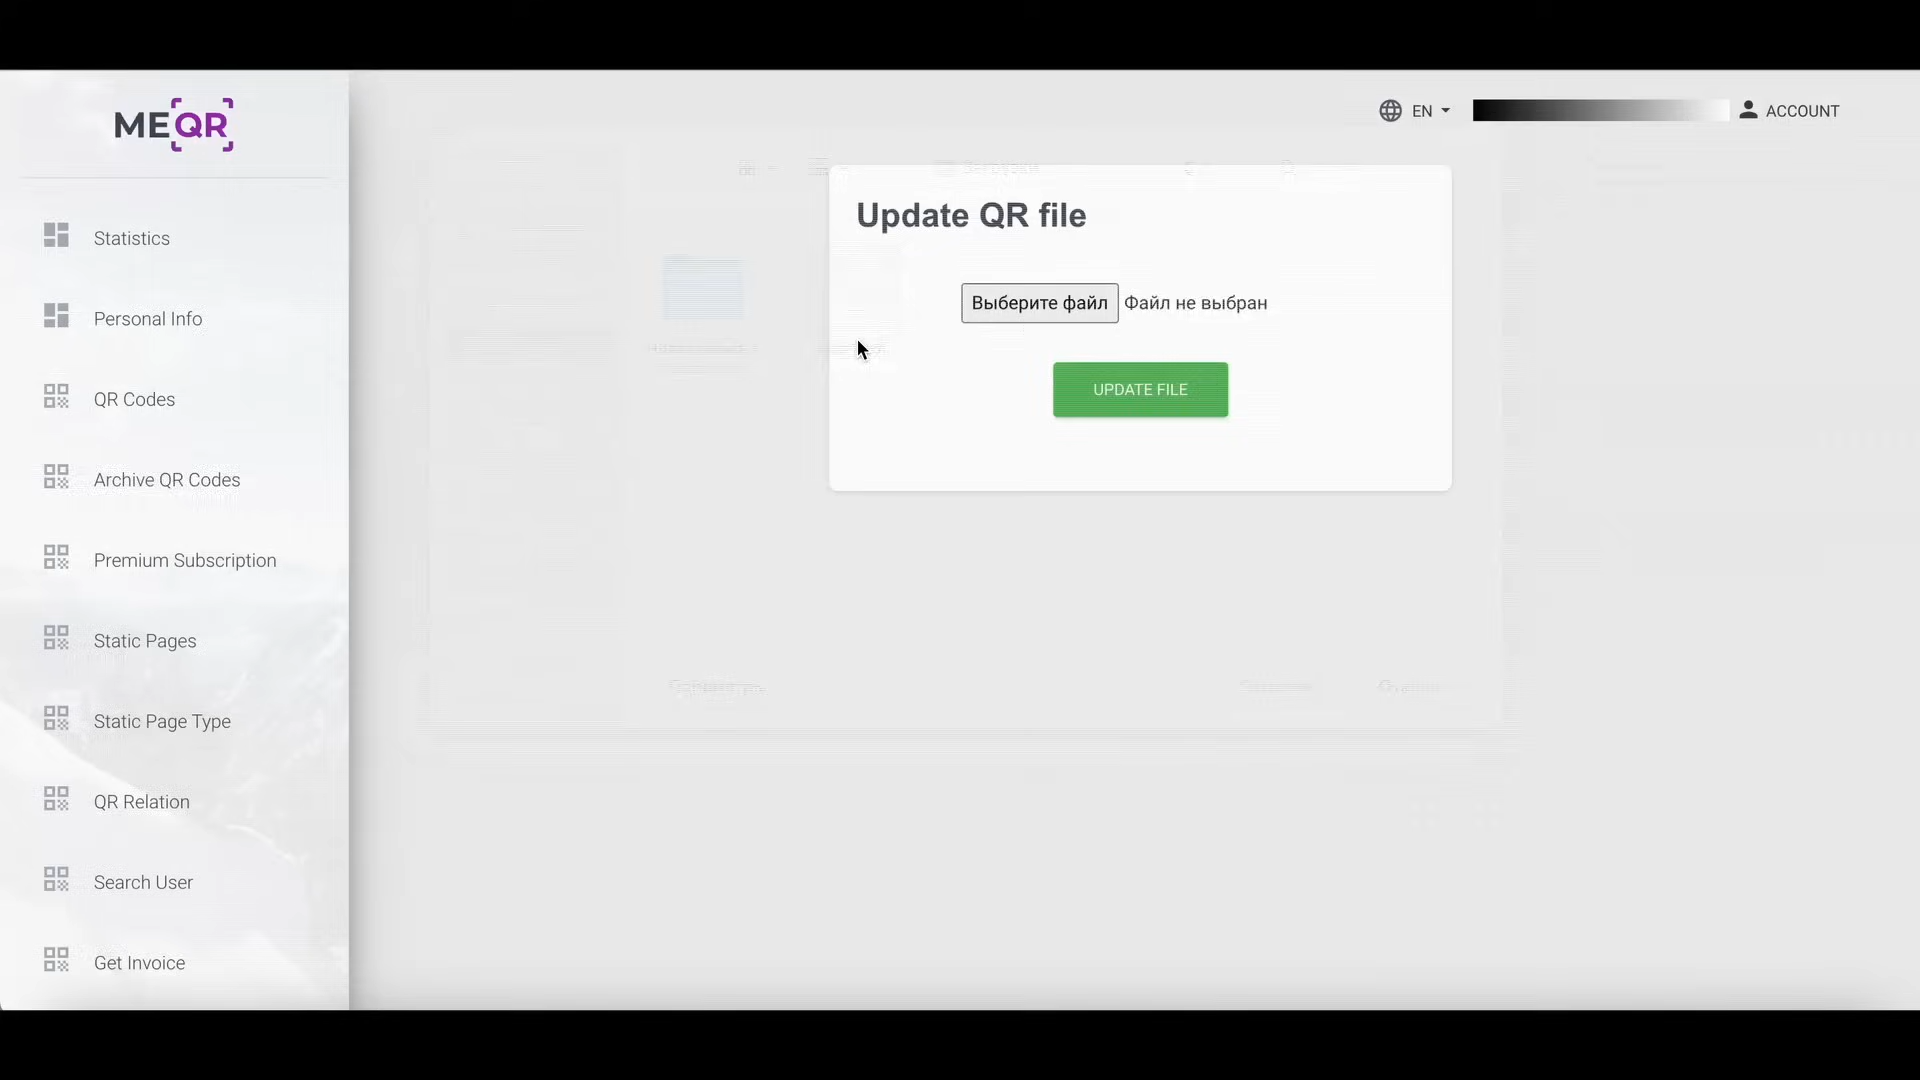 MEQR
EN
ACCOUNT
Statistics
Personal Info
QR Codes
Archive QR Codes
Premium Subscription
Static Pages
Static Page Type
QR Relation
Search User
Get Invoice
Update QR file
Выберите файл Файл не выбран
UPDATE FILE